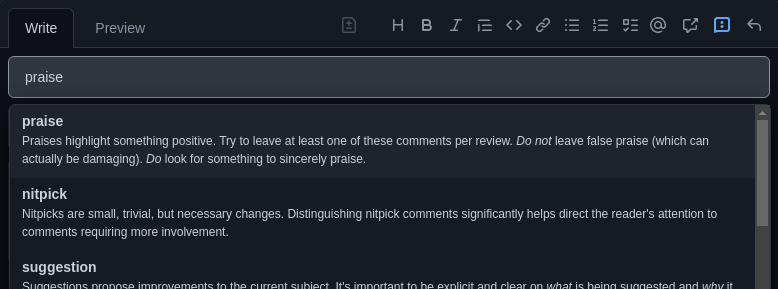 Write Preview
praise
praise
Praises highlight something positive. Try to leave at least one of these comments per review. Do not leave false praise (which can
actually be damaging). Do look for something to sincerely praise.
nitpick
Nitpicks are small, trivial, but necessary changes. Distinguishing nitpick comments significantly helps direct the reader's attention to
comments requiring more involvement.
suggestion
Suggestions propose improvements to the current subject. It's important to be explicit and clear on what is being suggested and why it